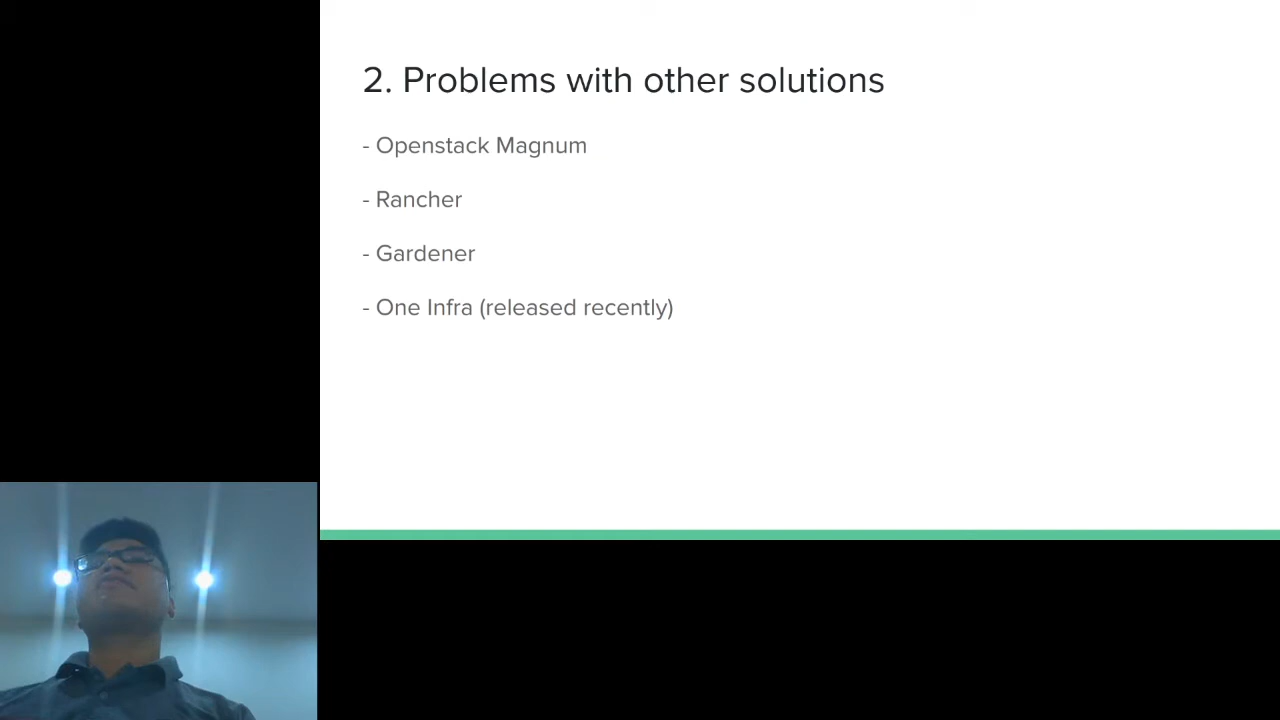 2. Problems with other solutions
- Openstack Magnum
- Rancher
- Gardener
- One Infra (released recently)